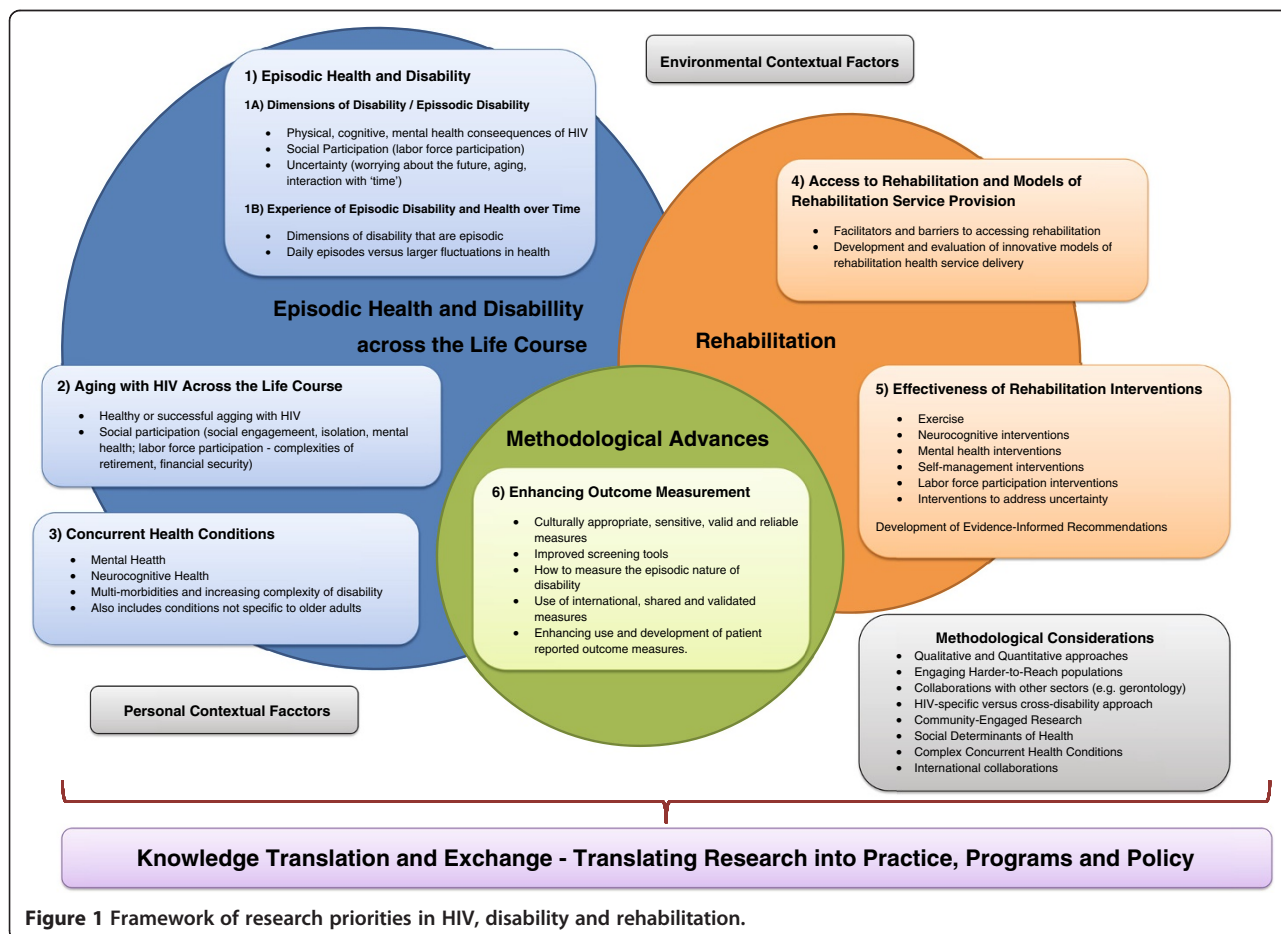 Environmental Contextual Factors
1) Episodic Health and Disability
1A) Dimensions of Disability / Epissodic Disability
• Physical, cognitive, mental health conseequences of HIV
• Social Participation (labor force participation)
• Uncertainty (worrying about the future, aging,
interaction with ‘time’)
1B) Experience of Episodic Disability and Health over Time
• Dimensions of disability that are episodic
• Daily episodes versus larger fluctuations in health
Episodic Health and Disabillity
across the Life Course
2) Aging with HIV Across the Life Course
• Healthy or successful agging with HIV
• Social participation (social engageement, isolation, mental
health; labor force participation - complexities of
retirement, financial security)
3) Concurrent Health Conditions
• Mental Heatth
• Neurocognitive Health
• Multi-morbidities and increasing complexity of disability
• Also includes conditions not specific to older adults
Personal Contextual Facctors
Rehabilitation
4) Access to Rehabilitation and Models of
Rehabilitation Service Provision
• Facilitators and barriers to accessing rehabilitation
• Development and evaluation of innovative models of
rehabilitation health service delivery
5) Effectiveness of Rehabilitation Interventions
• Exercise
• Neurocognitive interventions
• Mental health interventions
• Self-management interventions
• Labor force participation interventions
• Interventions to address uncertainty
Development of Evidence-Informed Recommendations
Methodological Advances
6) Enhancing Outcome Measurement
• Culturally appropriate, sensitive, valid and reliable
measures
• Improved screening tools
• How to measure the episodic nature of
disability
• Use of international, shared and validated
measures
• Enhancing use and development of patient
reported outcome measures.
Methodological Considerations
• Qualitative and Quantitative approaches
• Engaging Harder-to-Reach populations
• Collaborations with other sectors (e.g. gerontology)
• HIV-specific versus cross-disability approach
• Community-Engaged Research
• Social Determinants of Health
• Complex Concurrent Health Conditions
• International collaborations
Knowledge Translation and Exchange - Translating Research into Practice, Programs and Policy
Figure 1 Framework of research priorities in HIV, disability and rehabilitation.